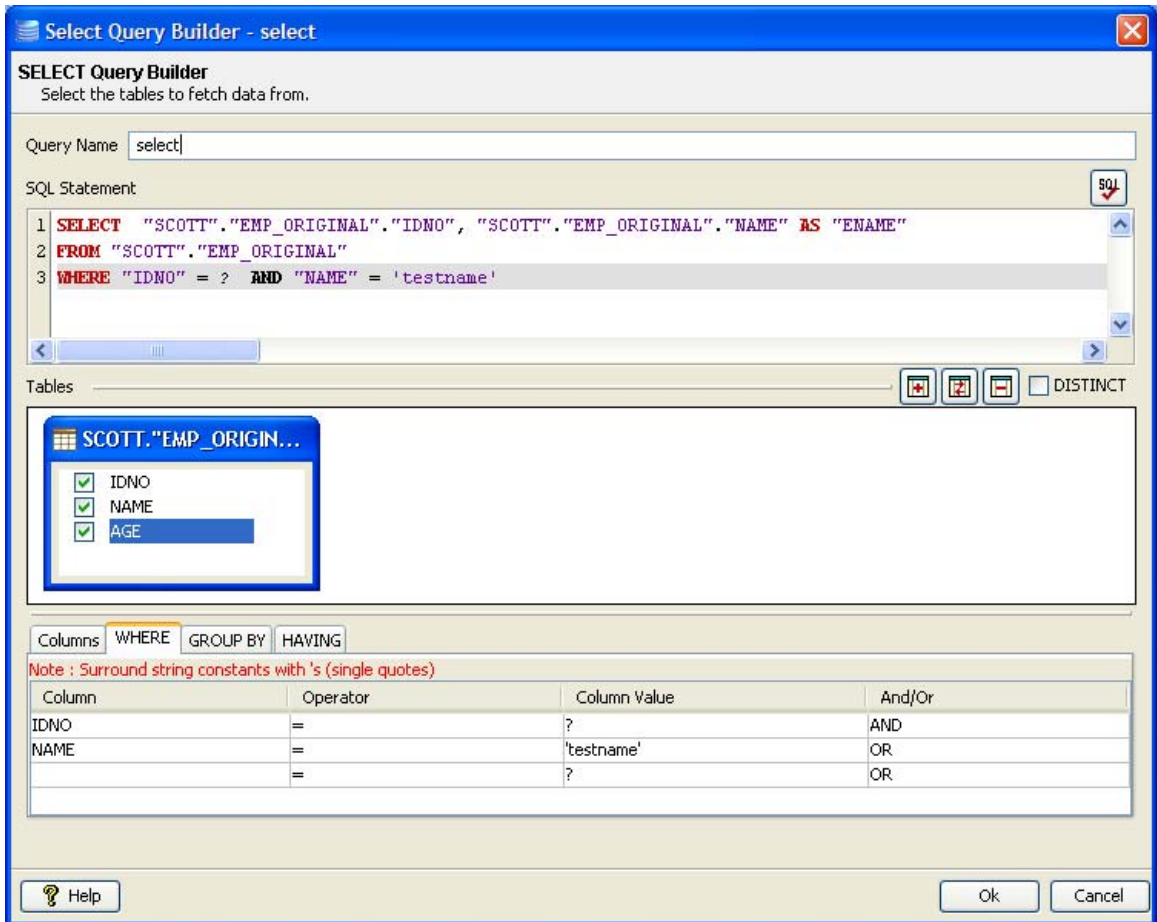 Select Query Builder - select
SELECT Query Builder
Select the tables to fetch data from.
Query Name select
SQL Statement SQL
1 SELECT "SCOTT"."EMP_ORIGINAL"."IDNO", "SCOTT"."EMP_ORIGINAL"."NAME" AS "ENAME"
2 FROM "SCOTT"."EMP_ORIGINAL"
3 WHERE "IDNO" = ? AND "NAME" = 'testname'
Tables DISTINCT
SCOTT."EMP_ORIGIN...
IDNO
NAME
AGE
Columns WHERE GROUP BY HAVING
Note : Surround string constants with 's (single quotes)
Column Operator Column Value And/Or
IDNO = ? AND
NAME = 'testname' OR
= ? OR
Help Ok Cancel